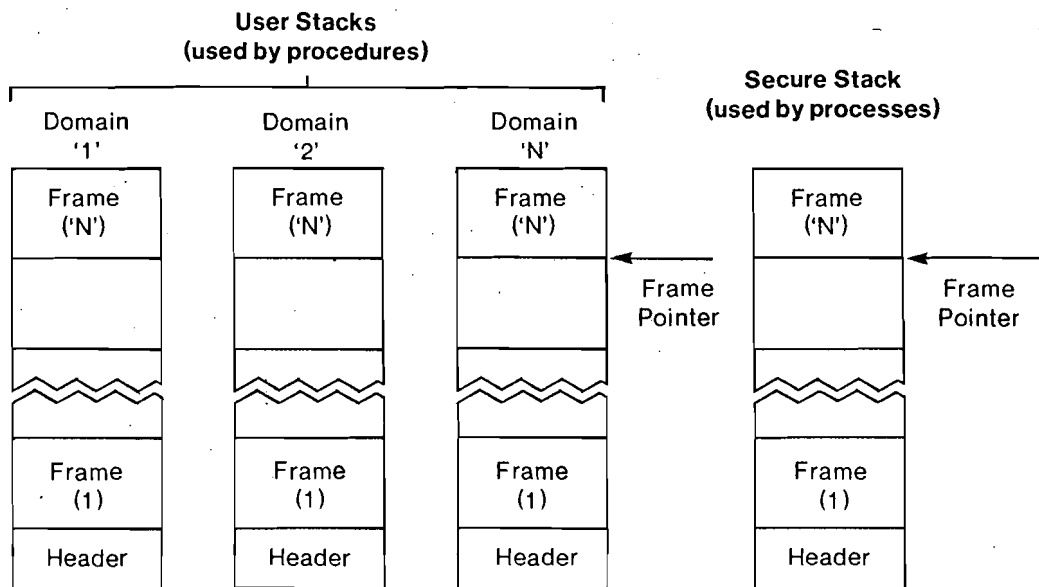 User Stacks
(used by procedures)
Secure Stack
(used by processes)
Domain
'1'
Domain
'2'
Domain
'N'
Frame
('N')
Frame
('N')
Frame
('N')
Frame
('N')
Frame
Pointer
Frame
Pointer
Frame
(1)
Frame
(1)
Frame
(1)
Frame
(1)
Header
Header
Header
Header